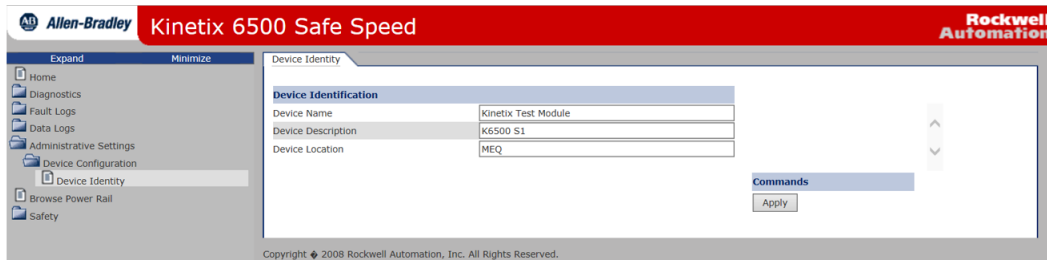 AB Allen-Bradley Kinetix 6500 Safe Speed Rockwell
Automation
Expand Minimize
Home
Diagnostics
Fault Logs
Data Logs
Administrative Settings
Device Configuration
Device Identity
Browse Power Rail
Safety
Device Identity
Device Identification
Device Name Kinetix Test Module
Device Description K6500 S1
Device Location MEQ
Commands
Apply
Copyright � 2008 Rockwell Automation, Inc. All Rights Reserved.